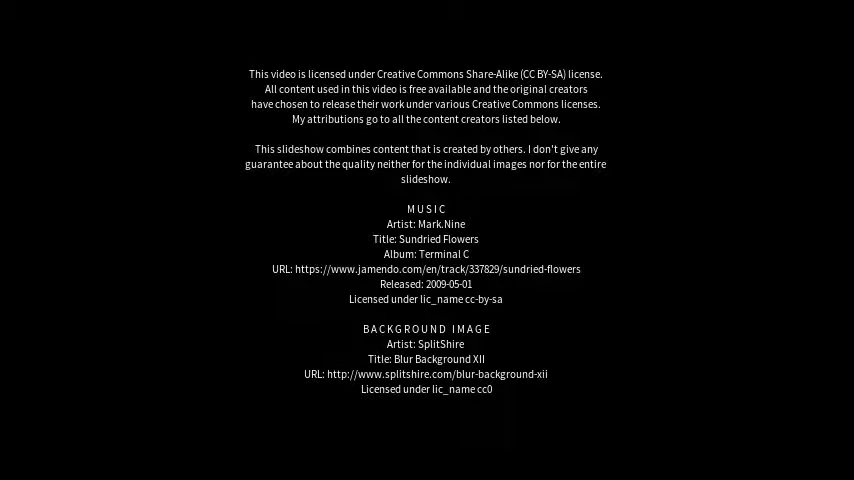 This video is licensed under Creative Commons Share-Alike (CC BY-SA) license.
All content used in this video is free available and the original creators
have chosen to release their work under various Creative Commons licenses.
My attributions go to all the content creators listed below.
This slideshow combines content that is created by others. I don't give any
guarantee about the quality neither for the individual images nor for the entire
slideshow.
MUSIC
Artist: Mark.Nine
Title: Sundried Flowers
Album: Terminal C
URL: https://www.jamendo.com/en/track/337829/sundried-flowers
Released: 2009-05-01
Licensed under lic_name cc-by-sa
BACKGROUND IMAGE
Artist: SplitShire
Title: Blur Background XII
URL: http://www.splitshire.com/blur-background-xii
Licensed under lic_name cc0